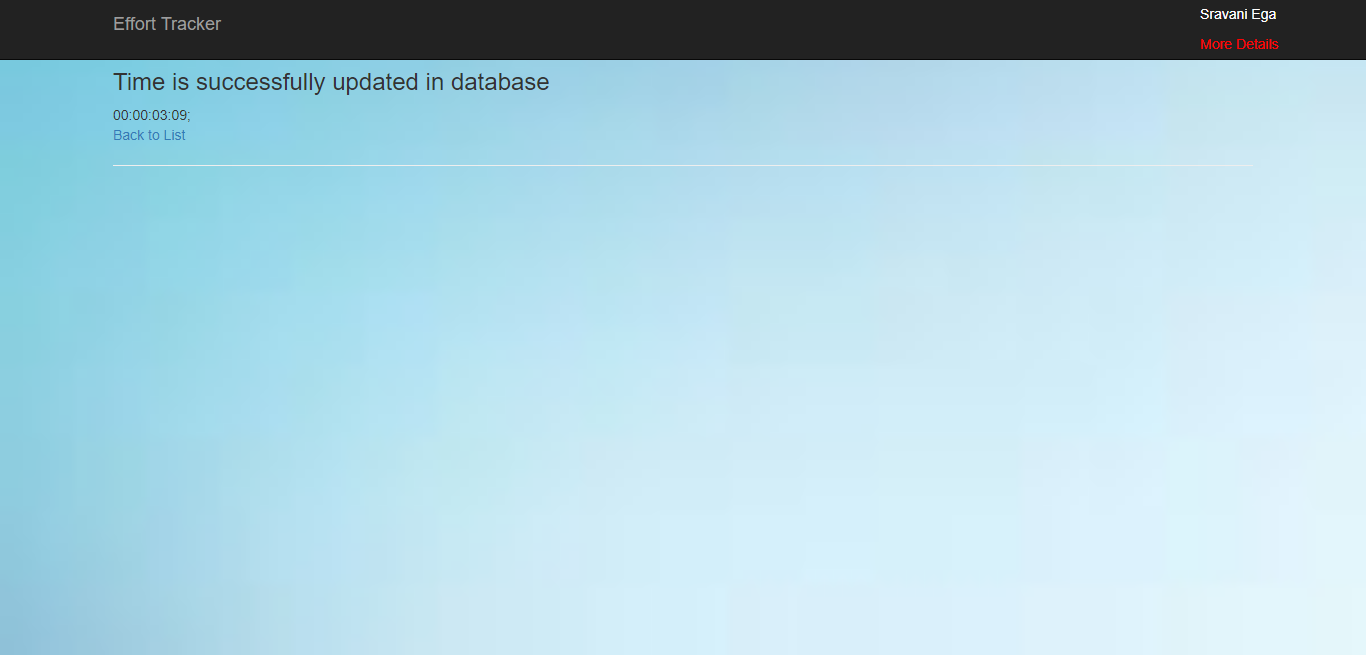 Effort Tracker
Sravani Ega
More Details
Time is successfully updated in database
00:00:03:09;
Back to List